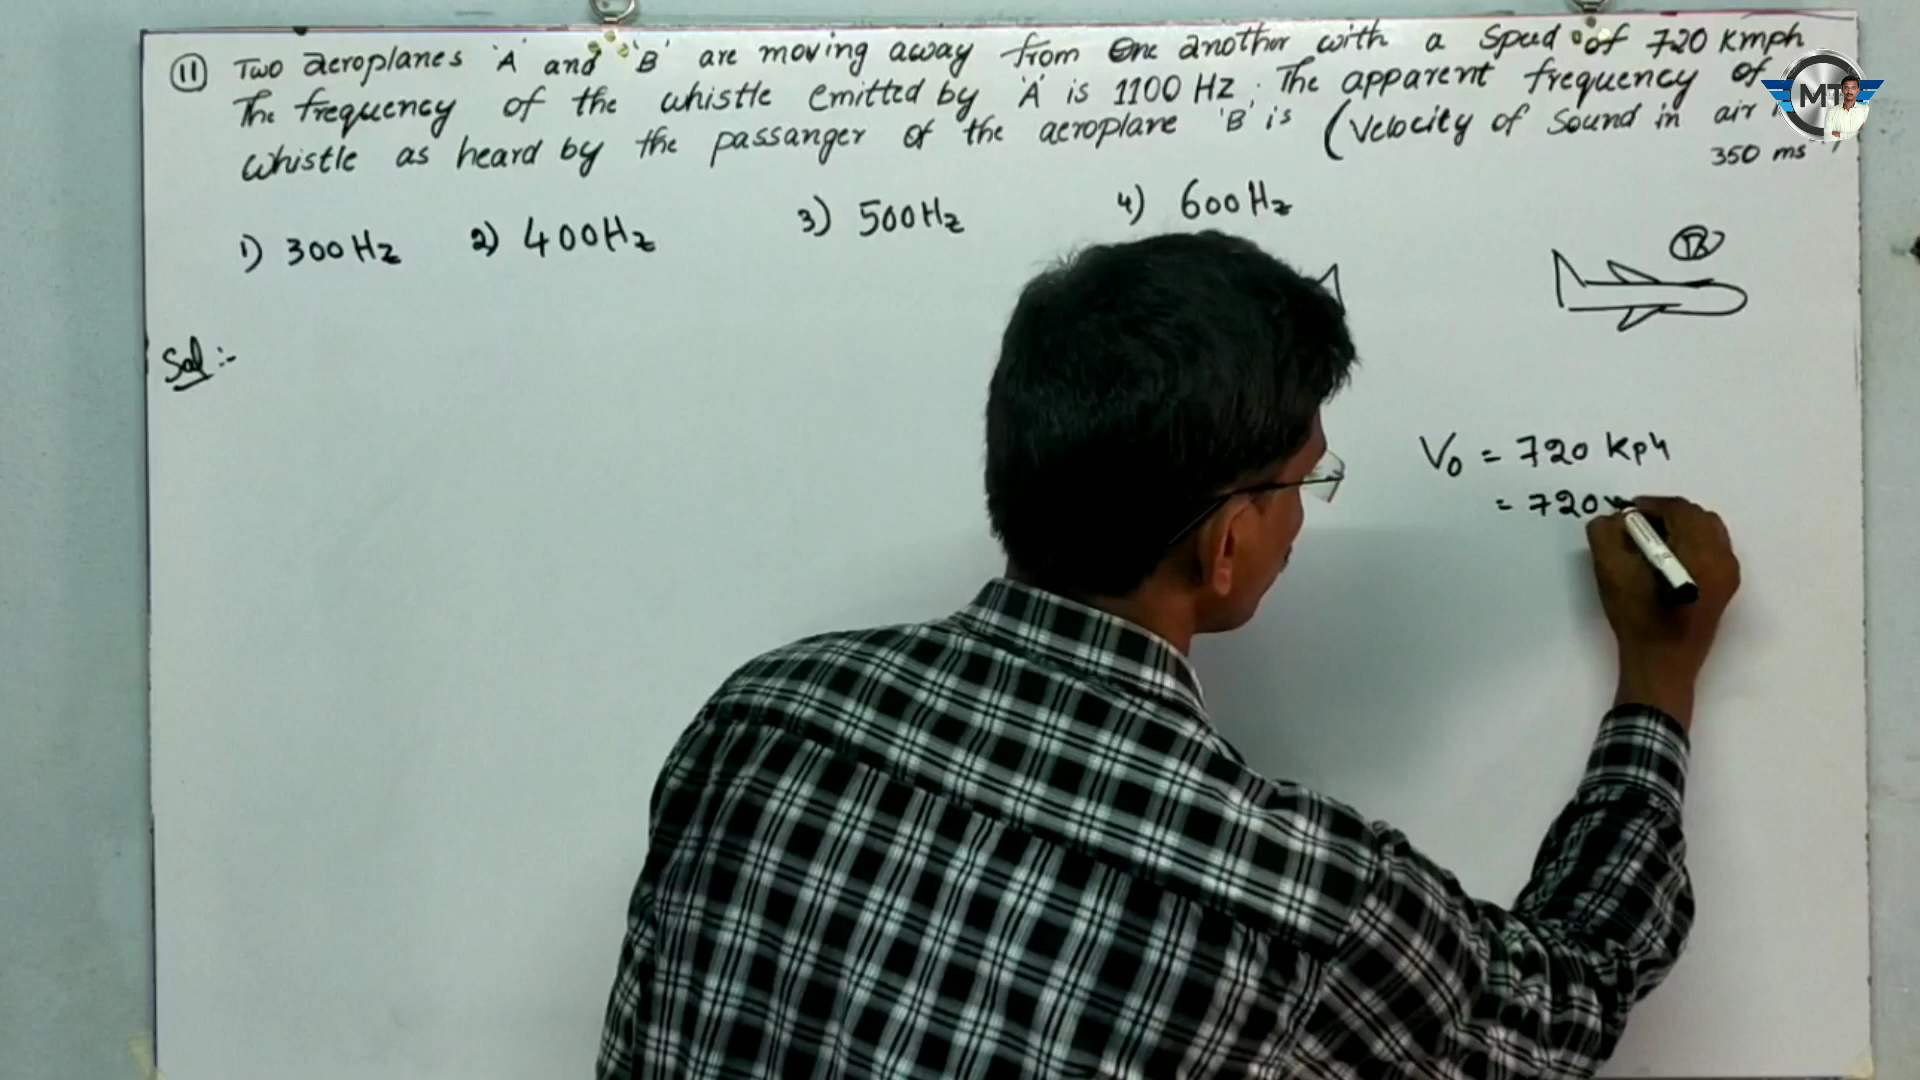 11 Two aeroplanes 'A' and 'B' are moving away from one another with a speed of 720 kmph
The frequency of the whistle emitted by 'A' is 1100 Hz. The apparent frequency of
MT
whistle as heard by the passanger of the aeroplane 'B' is (Velocity of sound in air
350 ms
1) 300 Hz 2) 400 Hz 3) 500 Hz 4) 600 Hz
Sol :-
V₀ = 720 kph
= 720